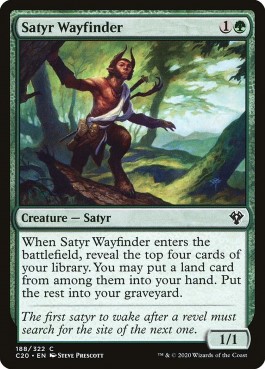 Satyr Wayfinder 1
Creature — Satyr
When Satyr Wayfinder enters the
battlefield, reveal the top four cards of
your library. You may put a land card
from among them into your hand. Put
the rest into your graveyard.
The first satyr to wake after a revel must
search for the site of the next one.
1/1
188/322 C
C20 • EN Steve Prescott
™ & © 2020 Wizards of the Coast